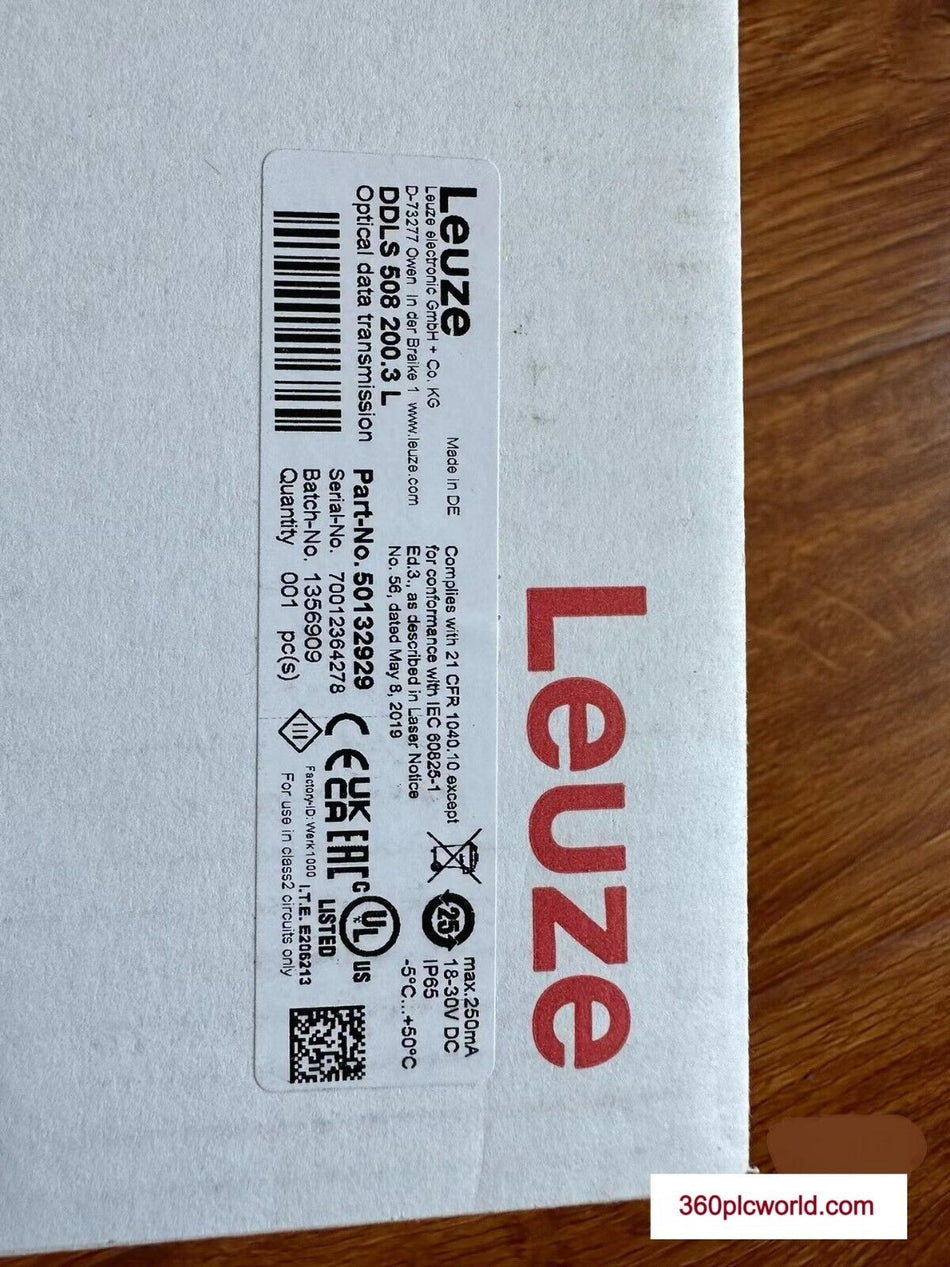 Leuze
Leuze electronic GmbH + Co. KG
D-73277 Owen In der Braike 1 www.leuze.com
DDLS 508 200.3 L
Optical data transmission
Made in DE
Part-No. 50132929
Serial-No. 70012364278
Batch-No. 1356909
Quantity 001 pc(s)
Complies with 21 CFR 1040.10 except
for conformance with IEC 60825-1
Ed.3., as described in Laser Notice
No. 56, dated May 8, 2019
CE UK CA EAC
C UL US
LISTED
Factory-ID: Werk1000 I.T.E. E206213
For use in class2 circuits only
III
25
max.250mA
18-30V DC
IP65
-5°C...+50°C
Leuze
360plcworld.com